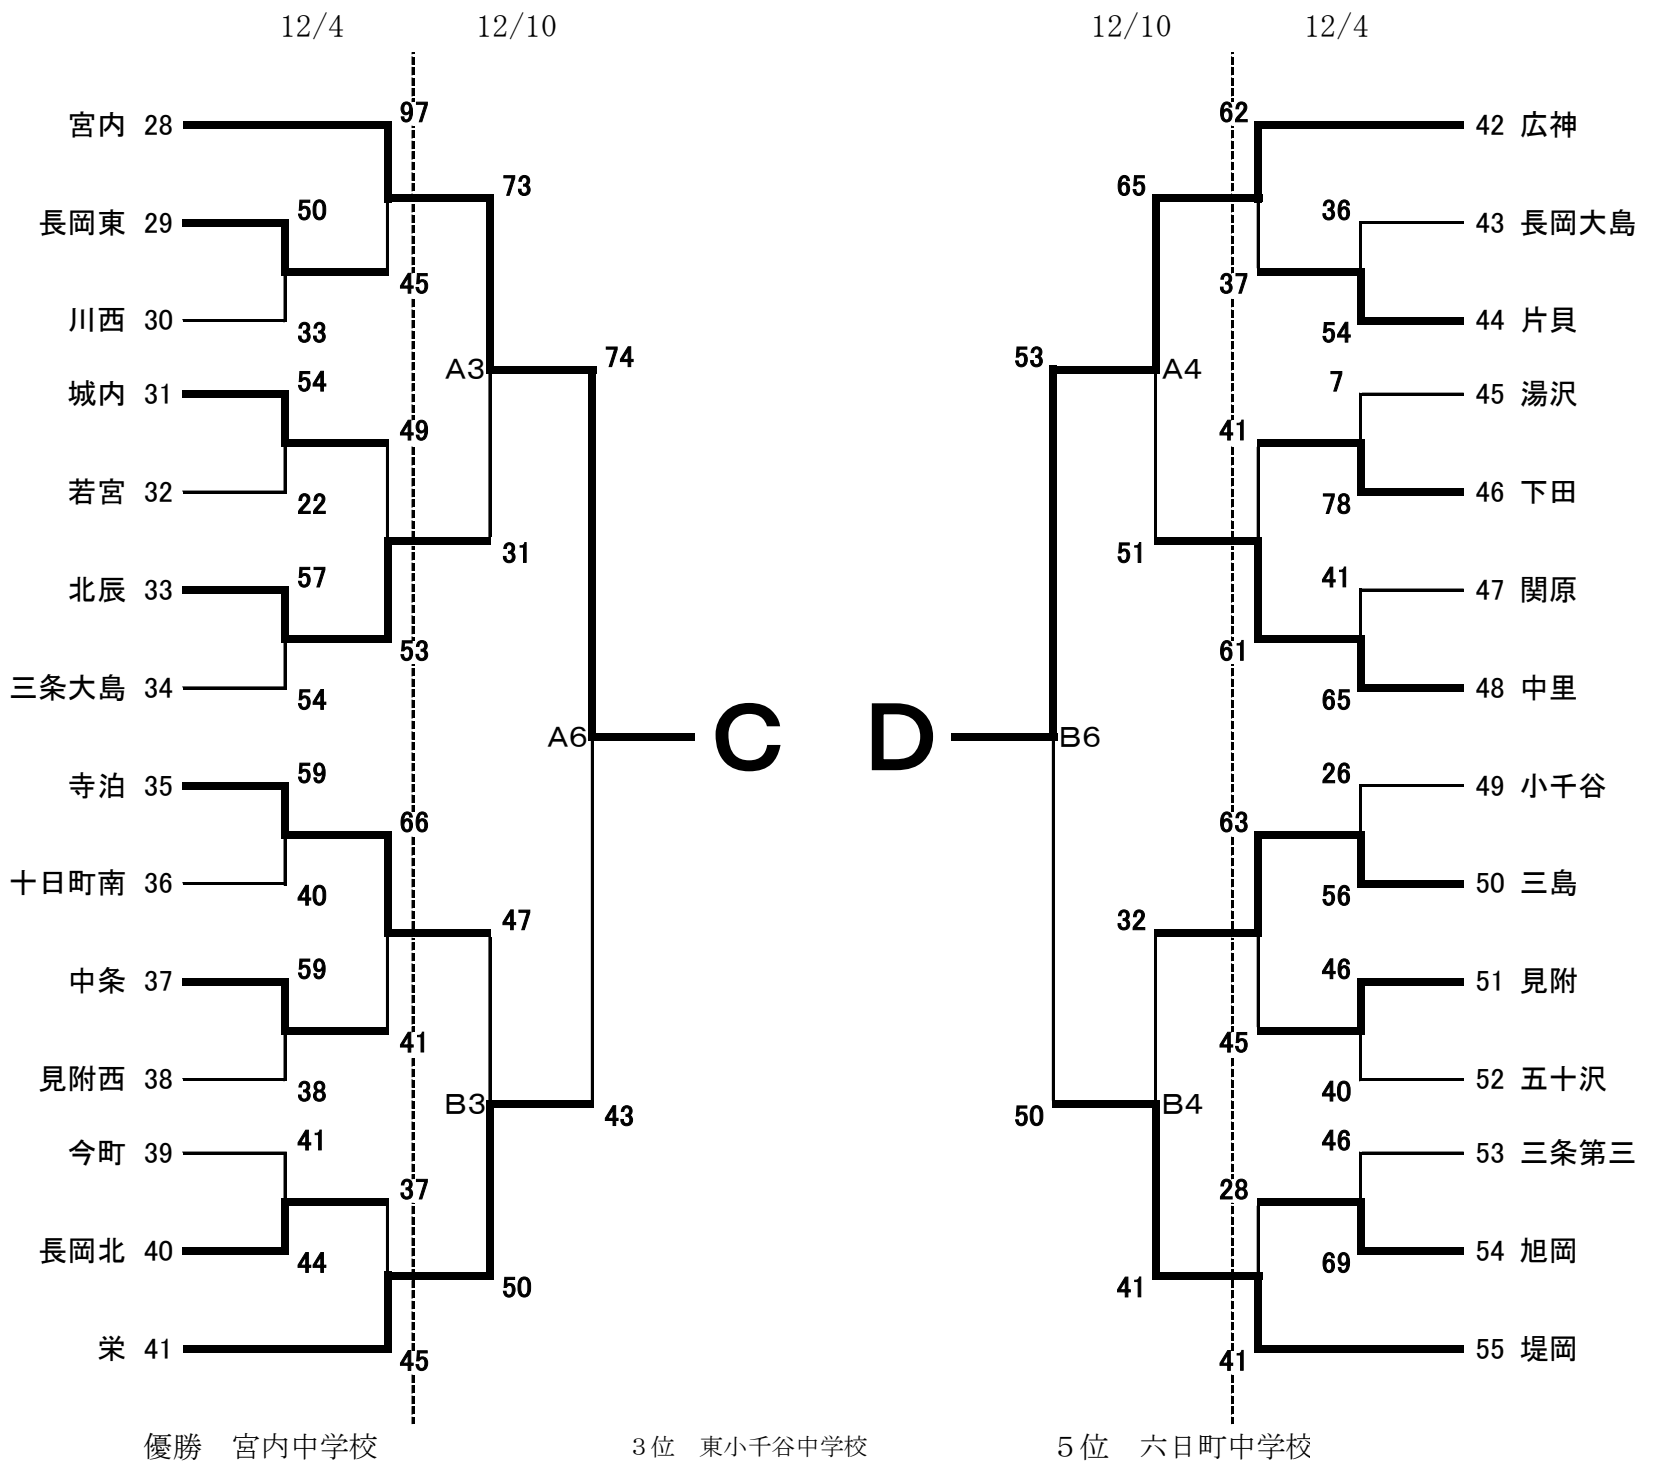 12/4 12/10 12/10 12/4
97 62
宮内 28 42 広神
73 65
50 36
長岡東 29 43 長岡大島
45 37
川西 30 44 片貝
33 54
74 53
A3 A4
54 7
城内 31 45 湯沢
49 41
若宮 32 46 下田
22 78
31 51
57 41
北辰 33 47 関原
53 61
三条大島 34 48 中里
54 65
A6 C D B6
59 26
寺泊 35 49 小千谷
66 63
十日町南 36 50 三島
40 56
47 32
59 46
中条 37 51 見附
41 45
見附西 38 52 五十沢
38 40
B3 B4
43 50
41 46
今町 39 53 三条第三
37 28
長岡北 40 54 旭岡
44 69
50 41
栄 41 55 堤岡
45 41
優勝 宮内中学校 3位 東小千谷中学校 5位 六日町中学校